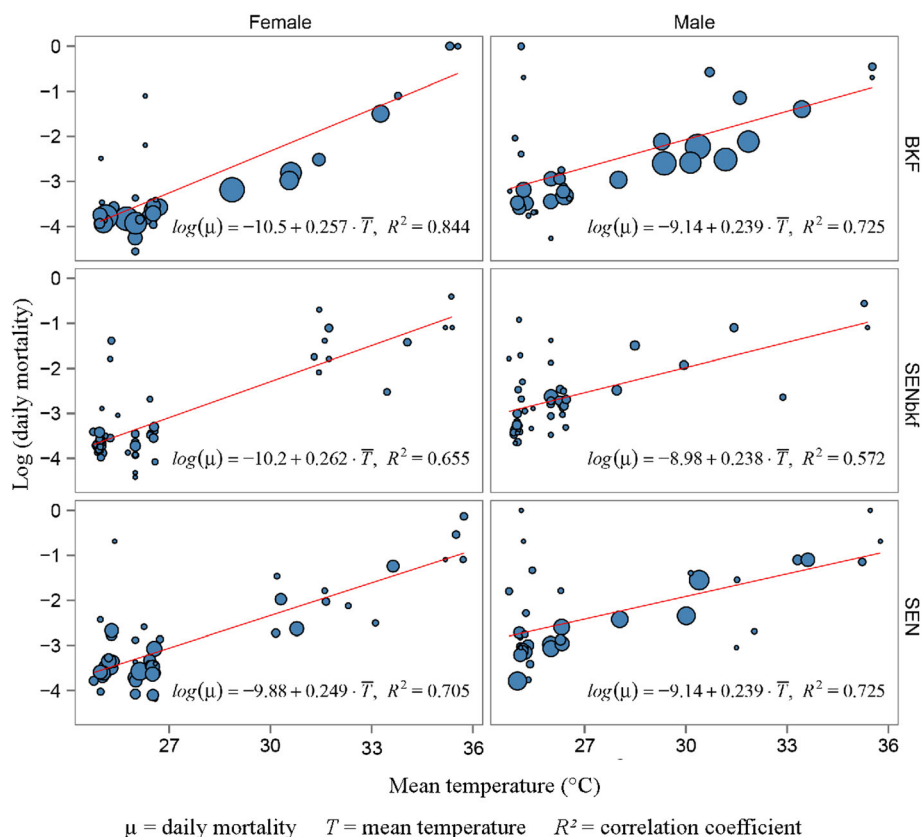 Female Male
0
−1
−2
−3
−4
log(μ) = −10.5 + 0.257 · T̅, R² = 0.844
log(μ) = −9.14 + 0.239 · T̅, R² = 0.725
BKF
0
−1
−2
−3
−4
log(μ) = −10.2 + 0.262 · T̅, R² = 0.655
log(μ) = −8.98 + 0.238 · T̅, R² = 0.572
SENbkf
0
−1
−2
−3
−4
log(μ) = −9.88 + 0.249 · T̅, R² = 0.705
log(μ) = −9.14 + 0.239 · T̅, R² = 0.725
SEN
Log (daily mortality)
27 30 33 36 27 30 33 36
Mean temperature (°C)
μ = daily mortality T = mean temperature R² = correlation coefficient